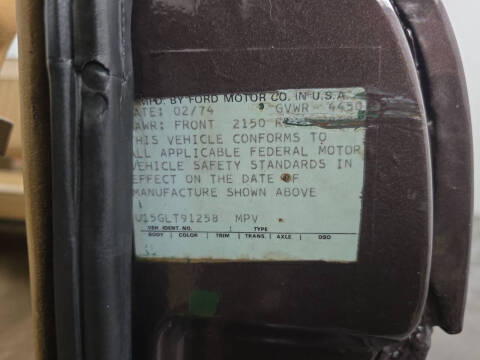 MFD. BY FORD MOTOR CO. IN U.S.A.
DATE: 02/74 GVWR 4450
GAWR: FRONT 2150
THIS VEHICLE CONFORMS TO
ALL APPLICABLE FEDERAL MOTOR
VEHICLE SAFETY STANDARDS IN
EFFECT ON THE DATE OF
MANUFACTURE SHOWN ABOVE
U15GLT91258 MPV
VEH. IDENT. NO. TYPE
BODY COLOR TRIM TRANS. AXLE DSO